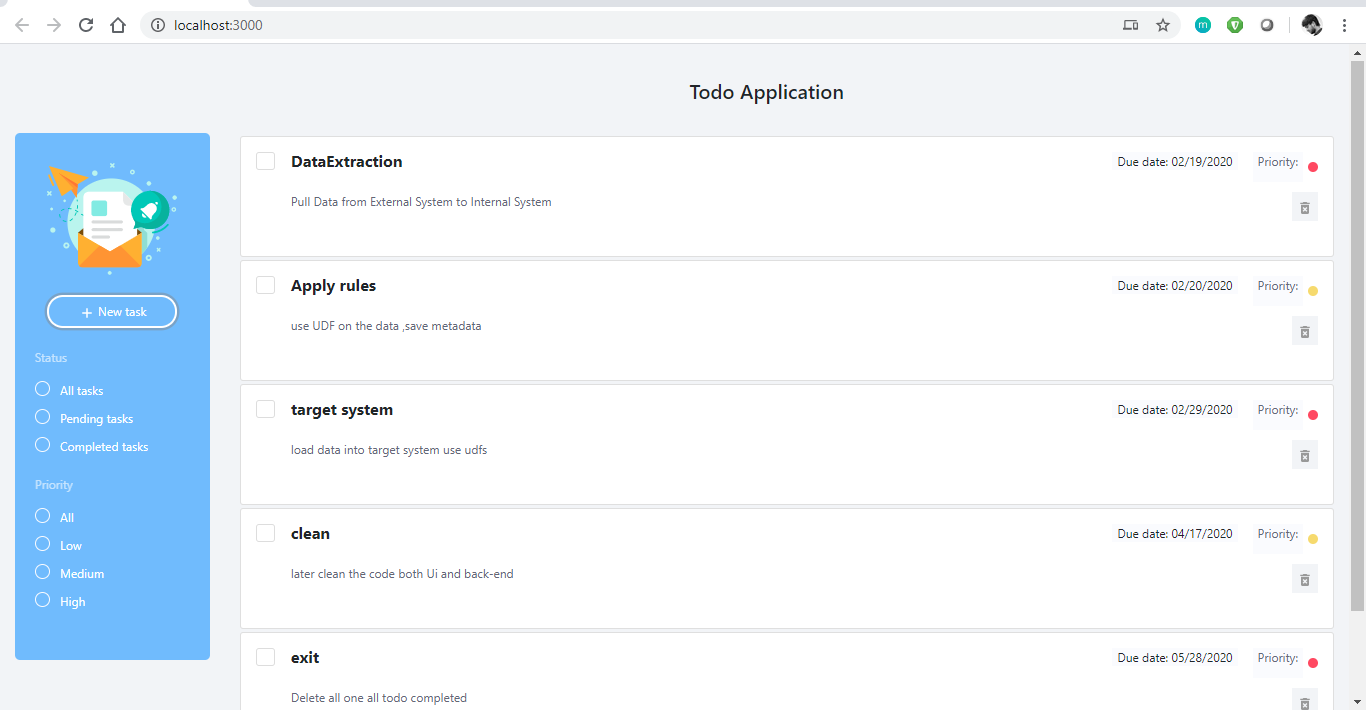 localhost:3000
m
Todo Application
+ New task
Status
All tasks
Pending tasks
Completed tasks
Priority
All
Low
Medium
High
DataExtraction Due date: 02/19/2020 Priority:
Pull Data from External System to Internal System
Apply rules Due date: 02/20/2020 Priority:
use UDF on the data ,save metadata
target system Due date: 02/29/2020 Priority:
load data into target system use udfs
clean Due date: 04/17/2020 Priority:
later clean the code both Ui and back-end
exit Due date: 05/28/2020 Priority:
Delete all one all todo completed